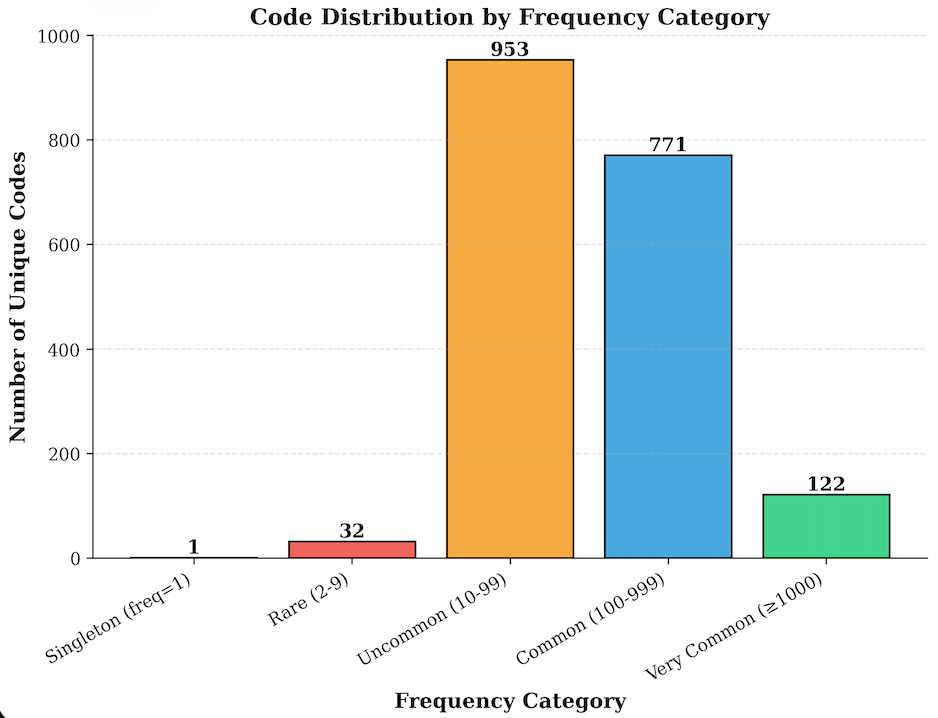 Code Distribution by Frequency Category
Number of Unique Codes
1000
800
600
400
200
0
1
32
953
771
122
Singleton (freq=1)
Rare (2-9)
Uncommon (10-99)
Common (100-999)
Very Common (≥1000)
Frequency Category